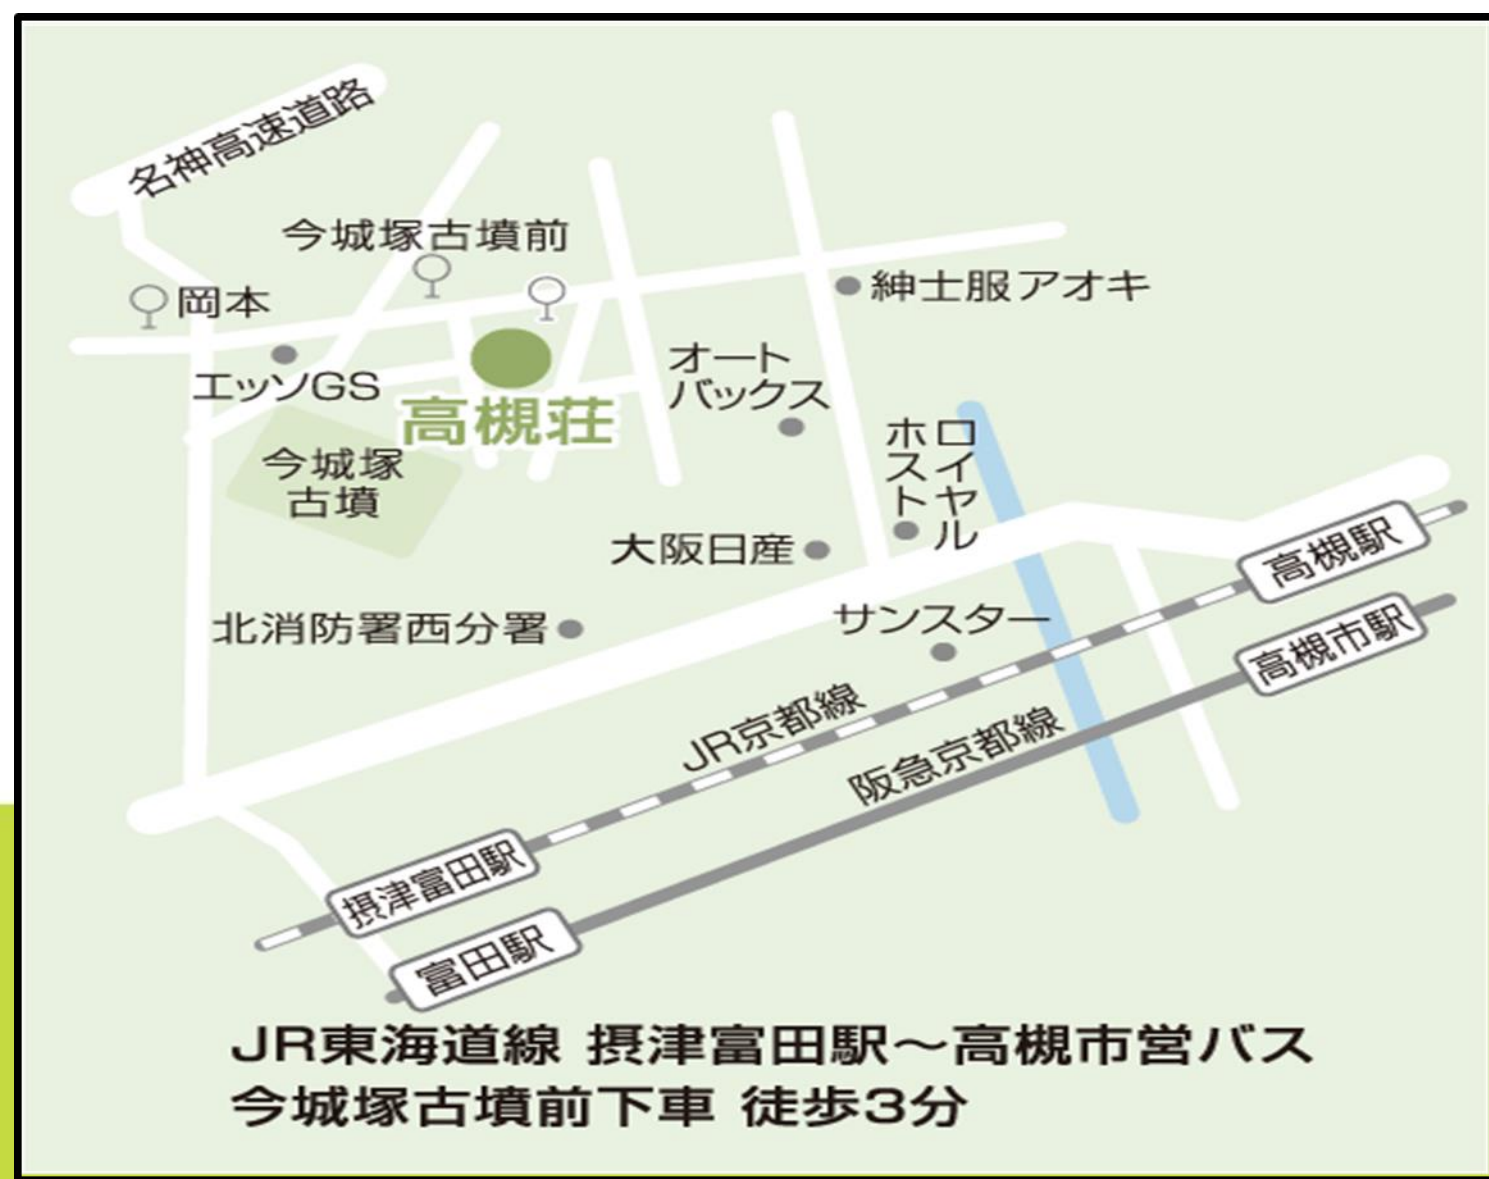 名神高速道路
今城塚古墳前
岡本
紳士服アオキ
エッソGS
オート
バックス
高槻荘
今城塚
古墳
ロイヤル
ホスト
大阪日産
高槻駅
北消防署西分署
サンスター
高槻市駅
JR京都線
阪急京都線
摂津富田駅
富田駅
JR東海道線 摂津富田駅～高槻市営バス
今城塚古墳前下車 徒歩3分